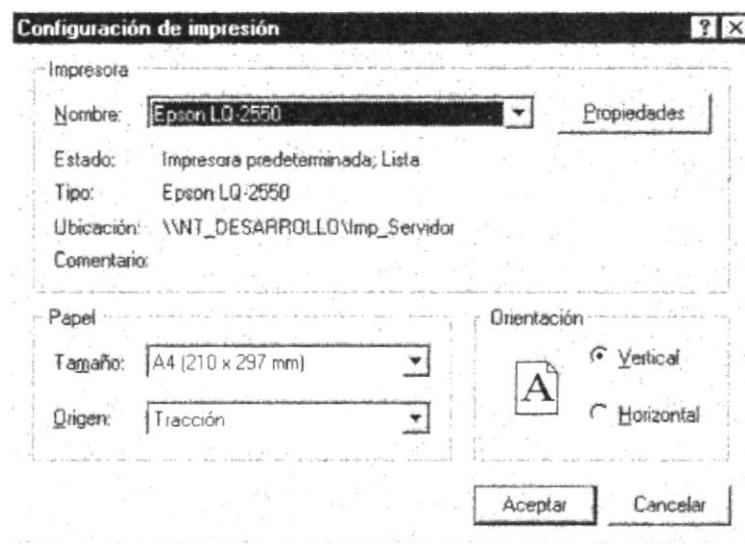 Configuración de impresión
Impresora
Nombre: Epson LQ-2550 Propiedades
Estado: Impresora predeterminada; Lista
Tipo: Epson LQ-2550
Ubicación: \\NT_DESARROLLO\Imp_Servidor
Comentario:
Papel
Tamaño: A4 (210 x 297 mm)
Origen: Tracción
Orientación
A
Vertical
Horizontal
Aceptar Cancelar